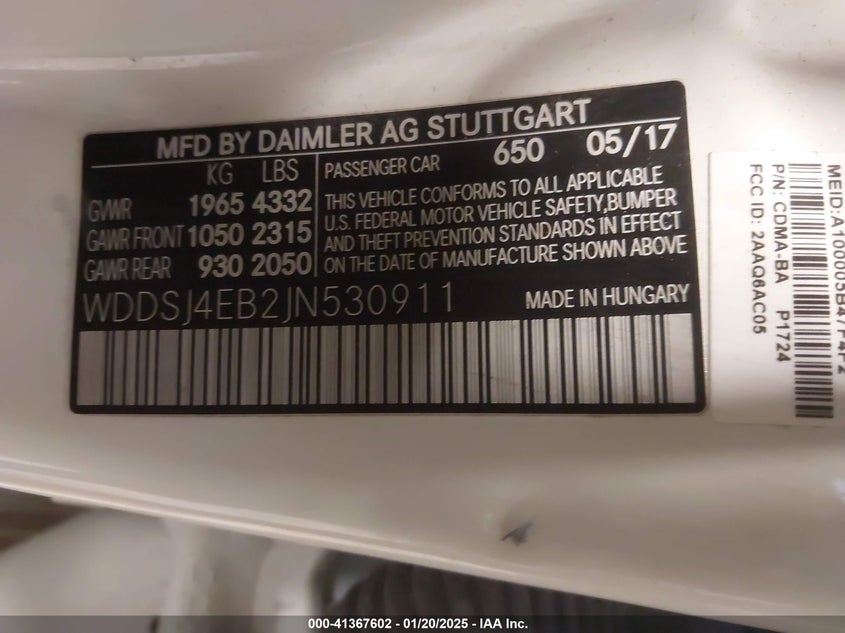 MFD BY DAIMLER AG STUTTGART
KG LBS
GVWR 1965 4332
GAWR FRONT 1050 2315
GAWR REAR 930 2050
PASSENGER CAR 650 05/17
THIS VEHICLE CONFORMS TO ALL APPLICABLE
U.S. FEDERAL MOTOR VEHICLE SAFETY,BUMPER
AND THEFT PREVENTION STANDARDS IN EFFECT
ON THE DATE OF MANUFACTURE SHOWN ABOVE
WDDSJ4EB2JN530911 MADE IN HUNGARY
MEID:A100005B47F4F2
P/N: CDMA-BA P1724
FCC ID: 2AAQ6AC05
000-41367602 - 01/20/2025 - IAA Inc.